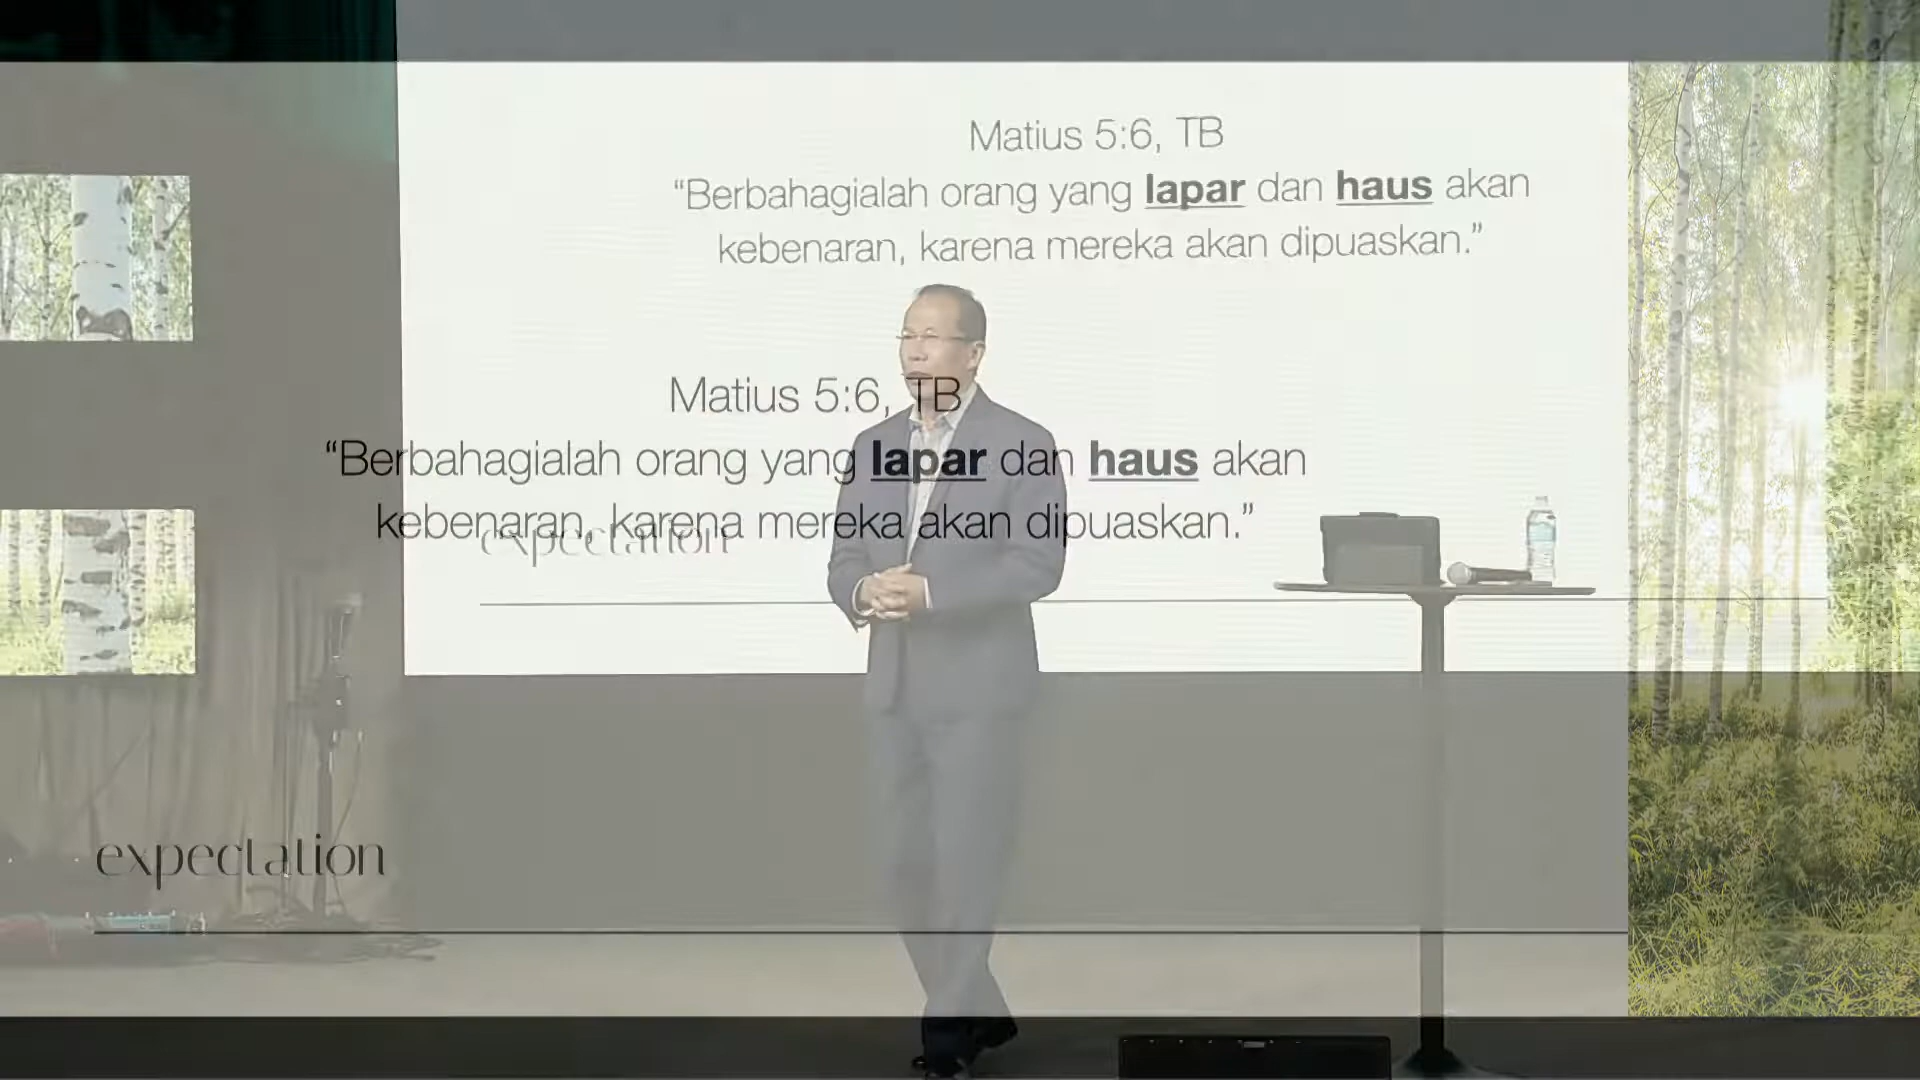 Matius 5:6, TB
“Berbahagialah orang yang lapar dan haus akan
kebenaran, karena mereka akan dipuaskan.”
Matius 5:6, TB
“Berbahagialah orang yang lapar dan haus akan
kebenaran, karena mereka akan dipuaskan.”
expectation
expectation